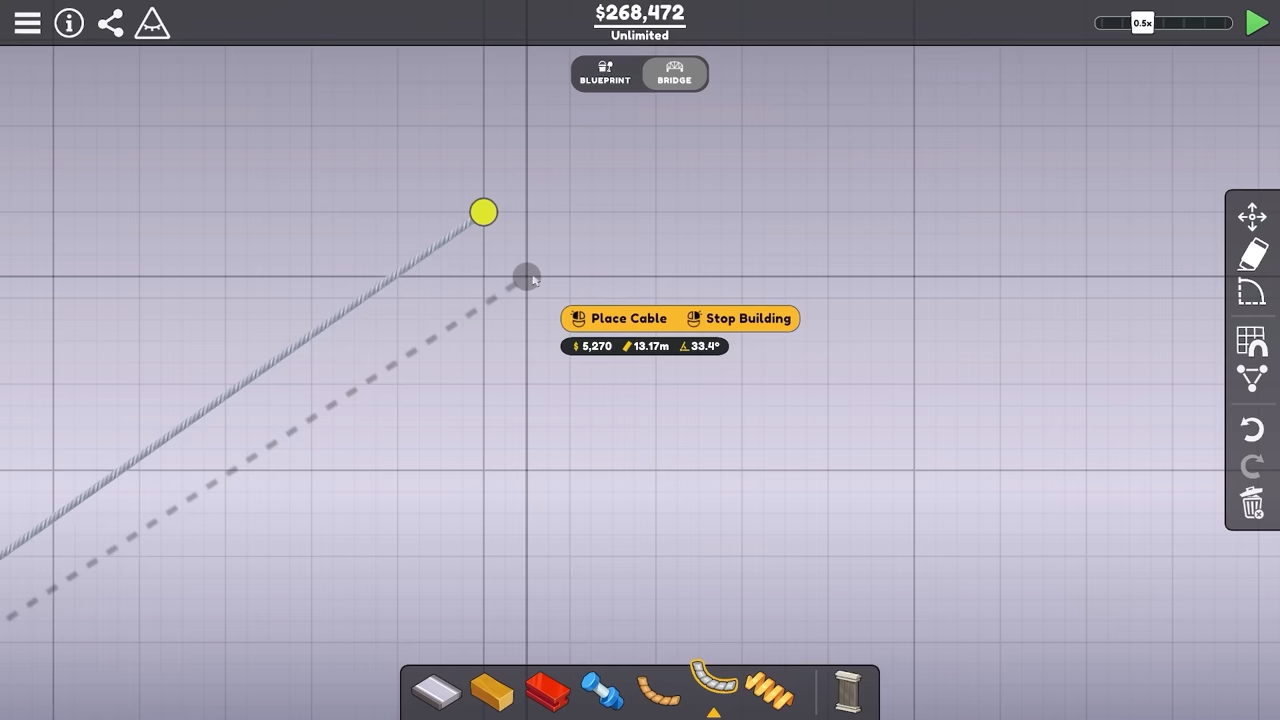 $268,472
Unlimited
0.5x
BLUEPRINT
BRIDGE
Place Cable
Stop Building
$ 5,270 13.17m 33.4°